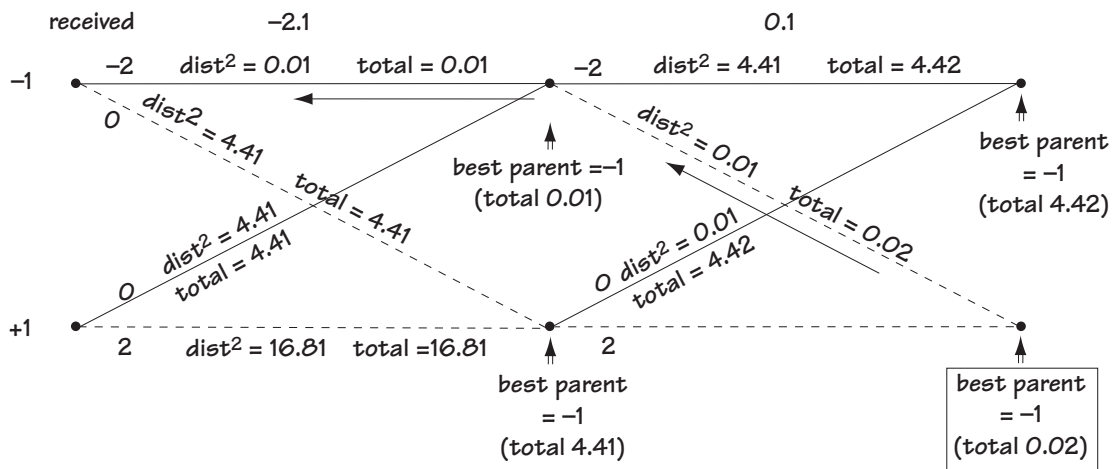 received −2.1 0.1
−2 dist² = 0.01 total = 0.01 −2 dist² = 4.41 total = 4.42
−1
0
dist2 = 4.41
total = 4.41
dist² = 0.01
total = 0.02
best parent =−1
(total 0.01)
best parent
= −1
(total 4.42)
0 dist² = 4.41
total = 4.41
0 dist² = 0.01
total = 4.42
+1
2 dist² = 16.81 total =16.81 2
best parent
= −1
(total 4.41)
best parent
= −1
(total 0.02)